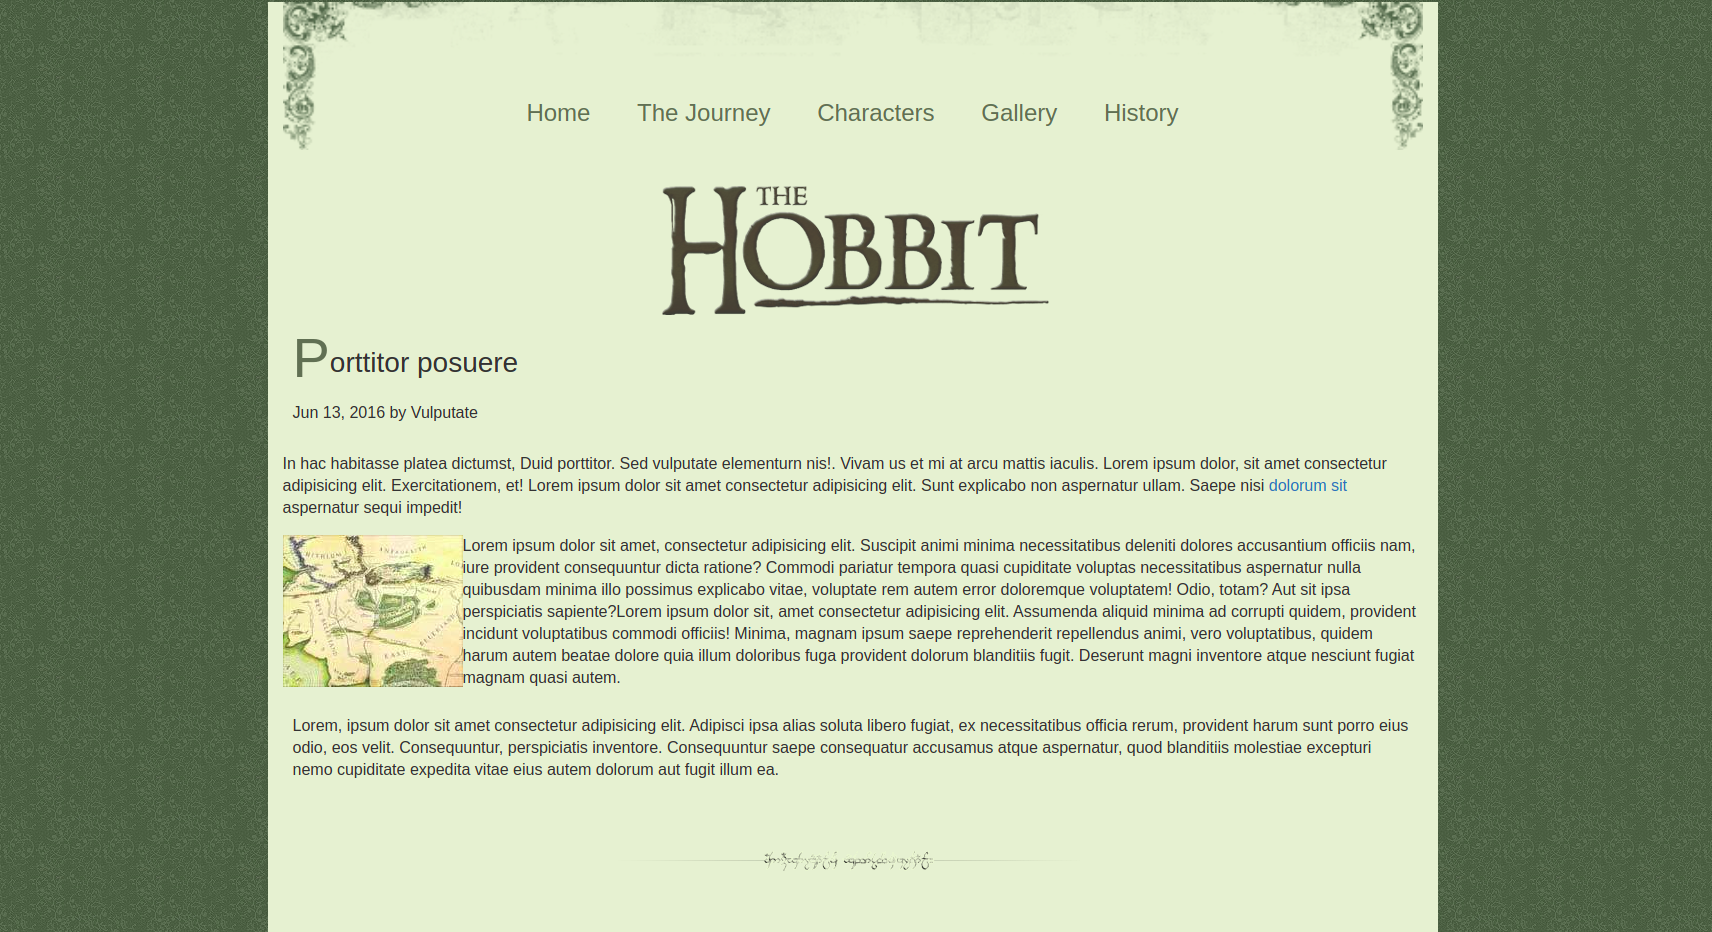 Home The Journey Characters Gallery History
THE
HOBBIT
Porttitor posuere
Jun 13, 2016 by Vulputate
In hac habitasse platea dictumst, Duid porttitor. Sed vulputate elementurn nis!. Vivam us et mi at arcu mattis iaculis. Lorem ipsum dolor, sit amet consectetur
adipisicing elit. Exercitationem, et! Lorem ipsum dolor sit amet consectetur adipisicing elit. Sunt explicabo non aspernatur ullam. Saepe nisi dolorum sit
aspernatur sequi impedit!
Lorem ipsum dolor sit amet, consectetur adipisicing elit. Suscipit animi minima necessitatibus deleniti dolores accusantium officiis nam,
iure provident consequuntur dicta ratione? Commodi pariatur tempora quasi cupiditate voluptas necessitatibus aspernatur nulla
quibusdam minima illo possimus explicabo vitae, voluptate rem autem error doloremque voluptatem! Odio, totam? Aut sit ipsa
perspiciatis sapiente?Lorem ipsum dolor sit, amet consectetur adipisicing elit. Assumenda aliquid minima ad corrupti quidem, provident
incidunt voluptatibus commodi officiis! Minima, magnam ipsum saepe reprehenderit repellendus animi, vero voluptatibus, quidem
harum autem beatae dolore quia illum doloribus fuga provident dolorum blanditiis fugit. Deserunt magni inventore atque nesciunt fugiat
magnam quasi autem.
HITHLUM
EAST
Lorem, ipsum dolor sit amet consectetur adipisicing elit. Adipisci ipsa alias soluta libero fugiat, ex necessitatibus officia rerum, provident harum sunt porro eius
odio, eos velit. Consequuntur, perspiciatis inventore. Consequuntur saepe consequatur accusamus atque aspernatur, quod blanditiis molestiae excepturi
nemo cupiditate expedita vitae eius autem dolorum aut fugit illum ea.